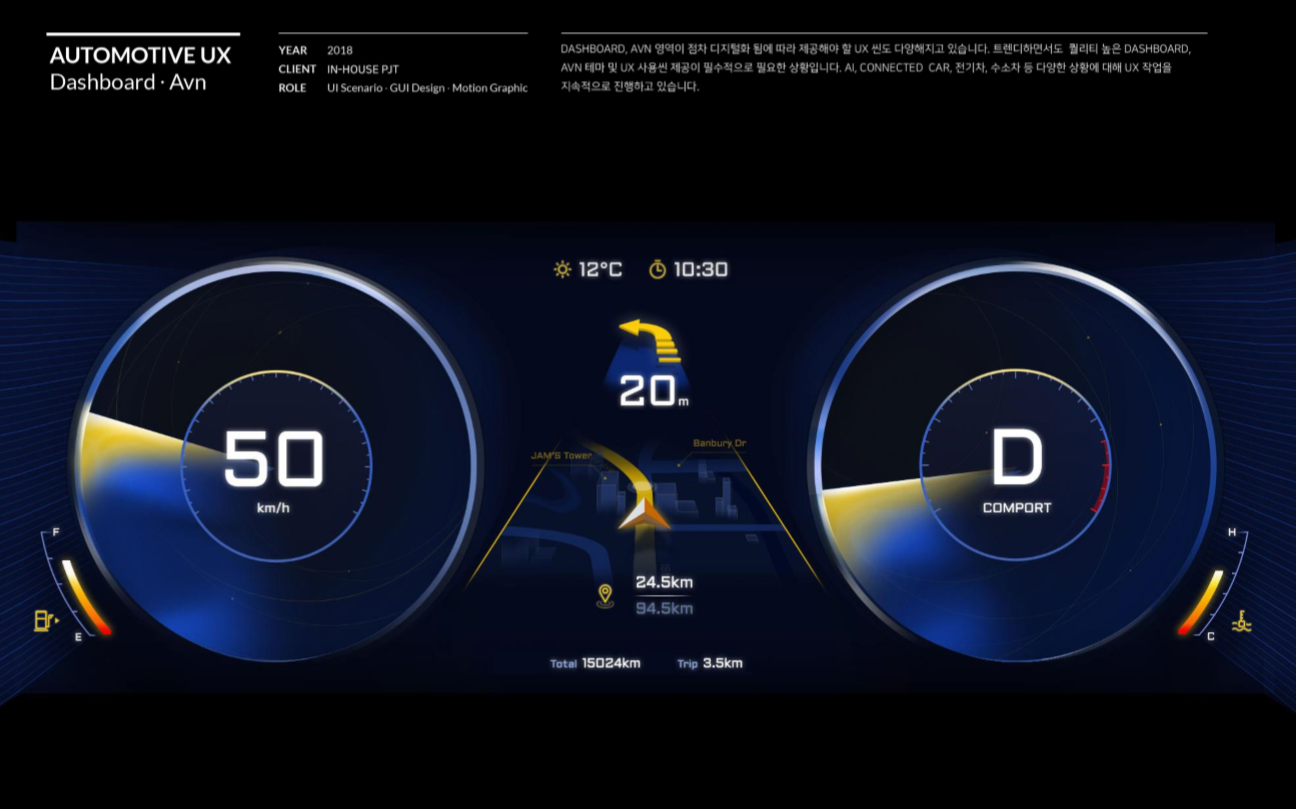 AUTOMOTIVE UX
Dashboard · Avn
YEAR 2018
CLIENT IN-HOUSE PJT
ROLE UI Scenario · GUI Design · Motion Graphic
DASHBOARD, AVN 영역이 점차 디지털화 됨에 따라 제공해야 할 UX 씬도 다양해지고 있습니다. 트렌디하면서도 퀄리티 높은 DASHBOARD,
AVN 테마 및 UX 사용씬 제공이 필수적으로 필요한 상황입니다. AI, CONNECTED CAR, 전기차, 수소차 등 다양한 상황에 대해 UX 작업을
지속적으로 진행하고 있습니다.
12°C 10:30
20m
Banbury Dr
JAM'S Tower
50
km/h
D
COMPORT
F
E
H
C
24.5km
94.5km
Total 15024km Trip 3.5km